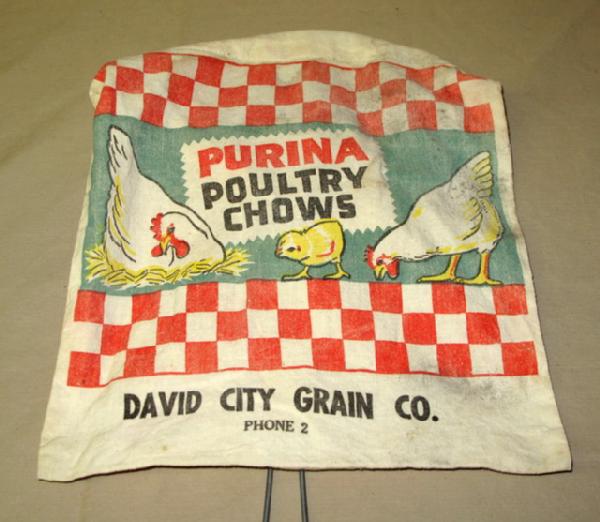 PURINA
POULTRY
CHOWS
DAVID CITY GRAIN CO.
PHONE 2